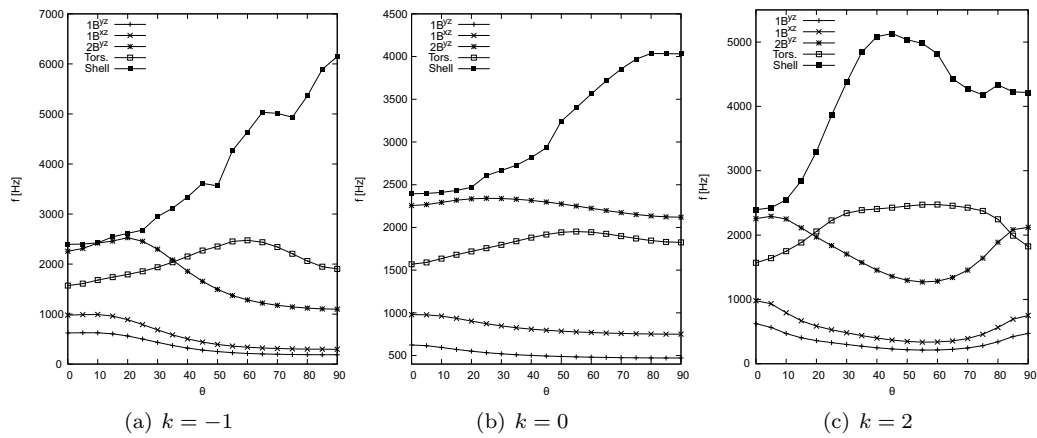 7000
6000
5000
4000
3000
2000
1000
0
f [Hz]
1B^yz
1B^xz
2B^yz
Tors.
Shell
0 10 20 30 40 50 60 70 80 90
θ
(a) k = −1
4500
4000
3500
3000
2500
2000
1500
1000
500
f [Hz]
1B^yz
1B^xz
2B^yz
Tors.
Shell
0 10 20 30 40 50 60 70 80 90
θ
(b) k = 0
5000
4000
3000
2000
1000
0
f [Hz]
1B^yz
1B^xz
2B^yz
Tors.
Shell
0 10 20 30 40 50 60 70 80 90
θ
(c) k = 2